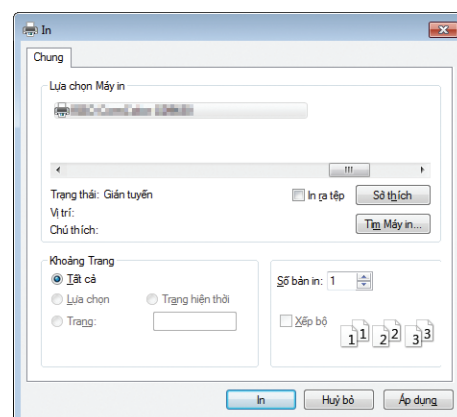 In
Chung
Lựa chọn Máy in
Trạng thái: Gián tuyến
In ra tệp
Sở thích
Vị trí:
Chú thích:
Tìm Máy in...
Khoảng Trang
Tất cả
Lựa chọn
Trang hiện thời
Trang:
Số bản in: 1
Xếp bộ
1 1 2 2 3 3
In
Huỷ bỏ
Áp dụng